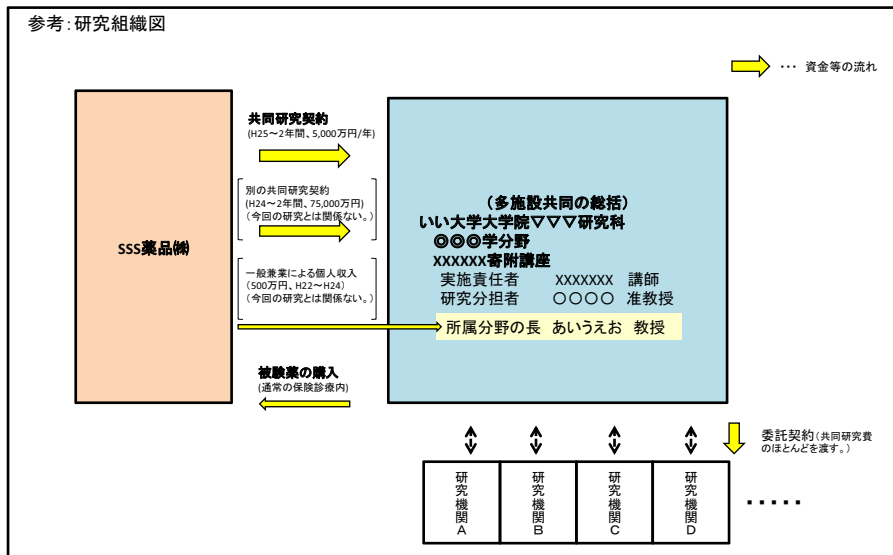 参考：研究組織図
・・・ 資金等の流れ
SSS薬品㈱
共同研究契約
(H25～2年間、5,000万円/年)
別の共同研究契約
(H24～2年間、75,000万円)
(今回の研究とは関係ない。)
一般兼業による個人収入
(500万円、H22～H24)
(今回の研究とは関係ない。)
被験薬の購入
(通常の保険診療内)
（多施設共同の総括）
いい大学大学院▽▽▽研究科
◎◎◎学分野
XXXXXX寄附講座
実施責任者 XXXXXXX 講師
研究分担者 〇〇〇〇 准教授
所属分野の長 あいうえお 教授
委託契約(共同研究費
のほとんどを渡す。)
研究機関A
研究機関B
研究機関C
研究機関D
・・・・・